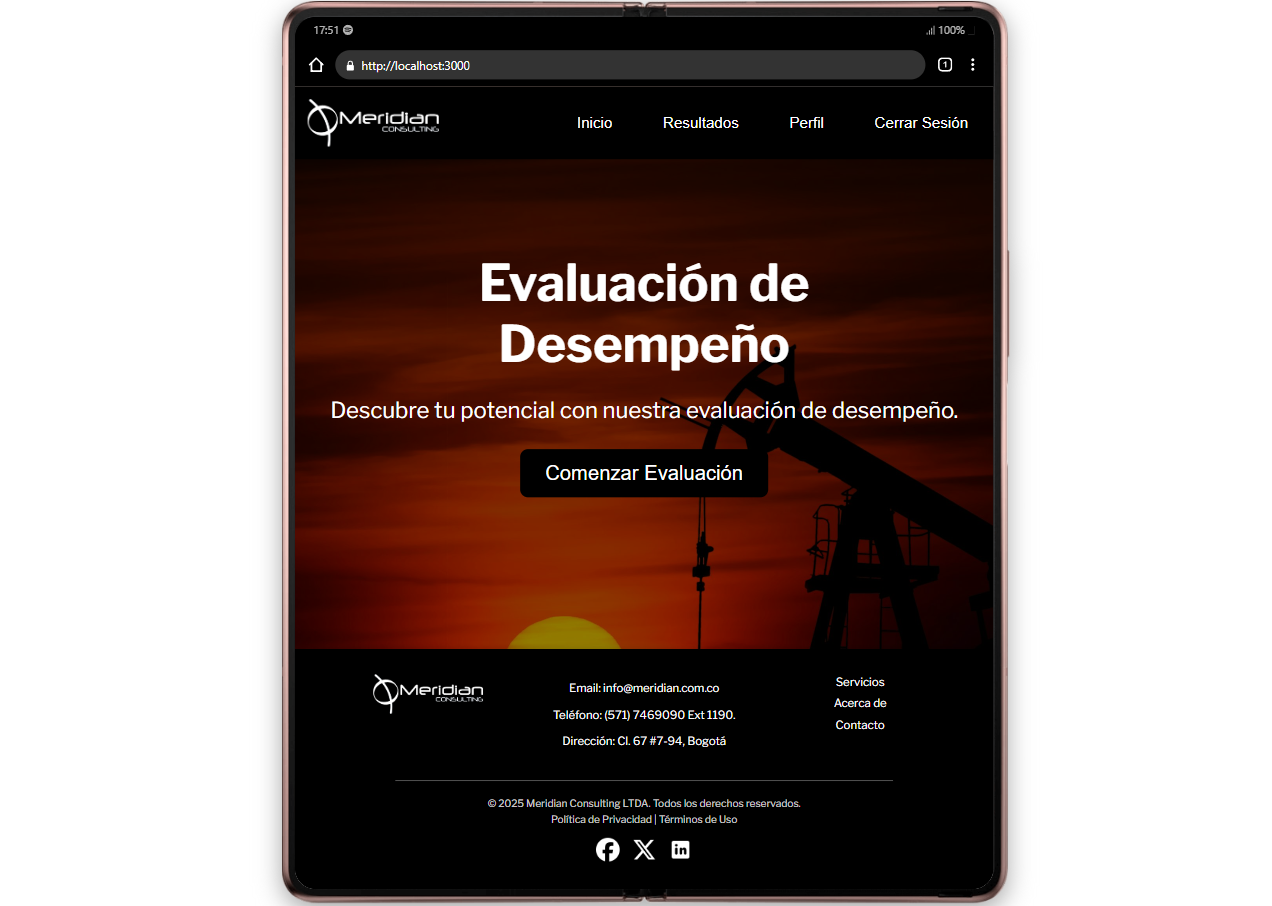 17:51
100%
http://localhost:3000
1
Meridian
CONSULTING
Inicio Resultados Perfil Cerrar Sesión
Evaluación de
Desempeño
Descubre tu potencial con nuestra evaluación de desempeño.
Comenzar Evaluación
Meridian
CONSULTING
Email: info@meridian.com.co
Teléfono: (571) 7469090 Ext 1190.
Dirección: Cl. 67 #7-94, Bogotá
Servicios
Acerca de
Contacto
© 2025 Meridian Consulting LTDA. Todos los derechos reservados.
Política de Privacidad | Términos de Uso